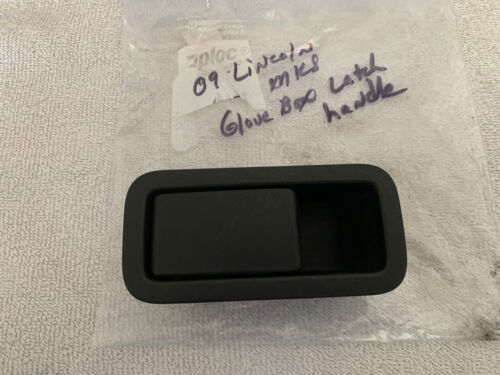 ziploc®
09 Lincoln
MKS
Glove Box Latch
handle